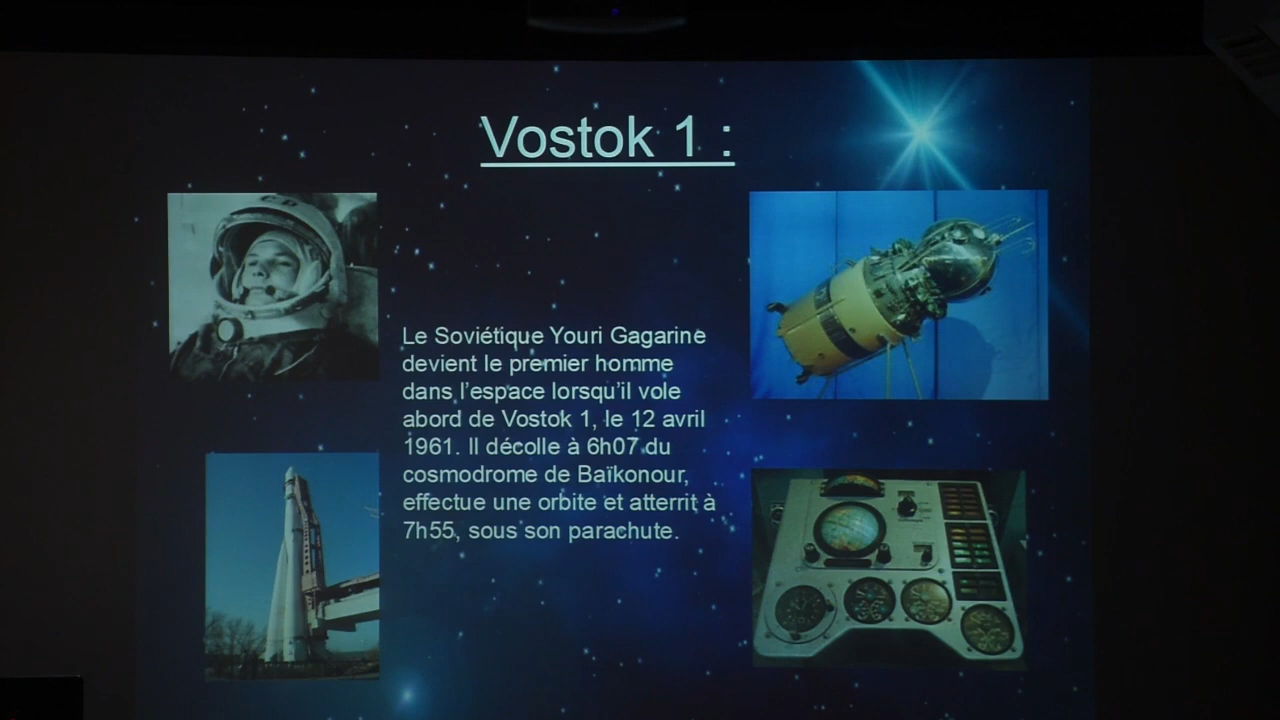 Vostok 1 :
Le Soviétique Youri Gagarine
devient le premier homme
dans l'espace lorsqu'il vole
abord de Vostok 1, le 12 avril
1961. Il décolle à 6h07 du
cosmodrome de Baïkonour,
effectue une orbite et atterrit à
7h55, sous son parachute.